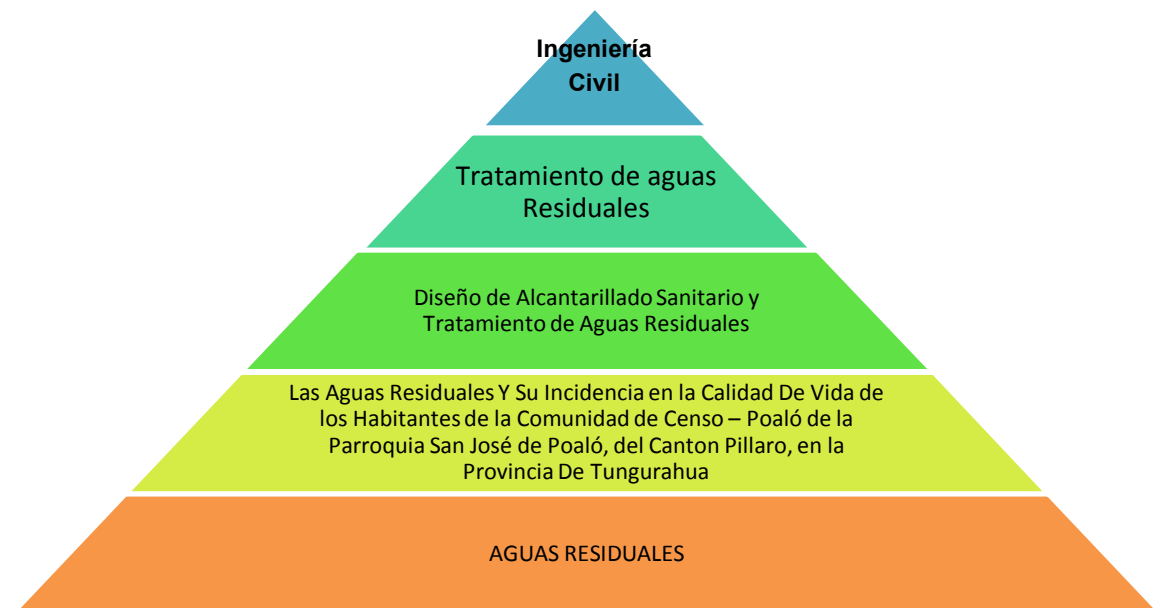 Ingeniería
Civil
Tratamiento de aguas
Residuales
Diseño de Alcantarillado Sanitario y
Tratamiento de Aguas Residuales
Las Aguas Residuales Y Su Incidencia en la Calidad De Vida de
los Habitantes de la Comunidad de Censo – Poaló de la
Parroquia San José de Poaló, del Canton Pillaro, en la
Provincia De Tungurahua
AGUAS RESIDUALES